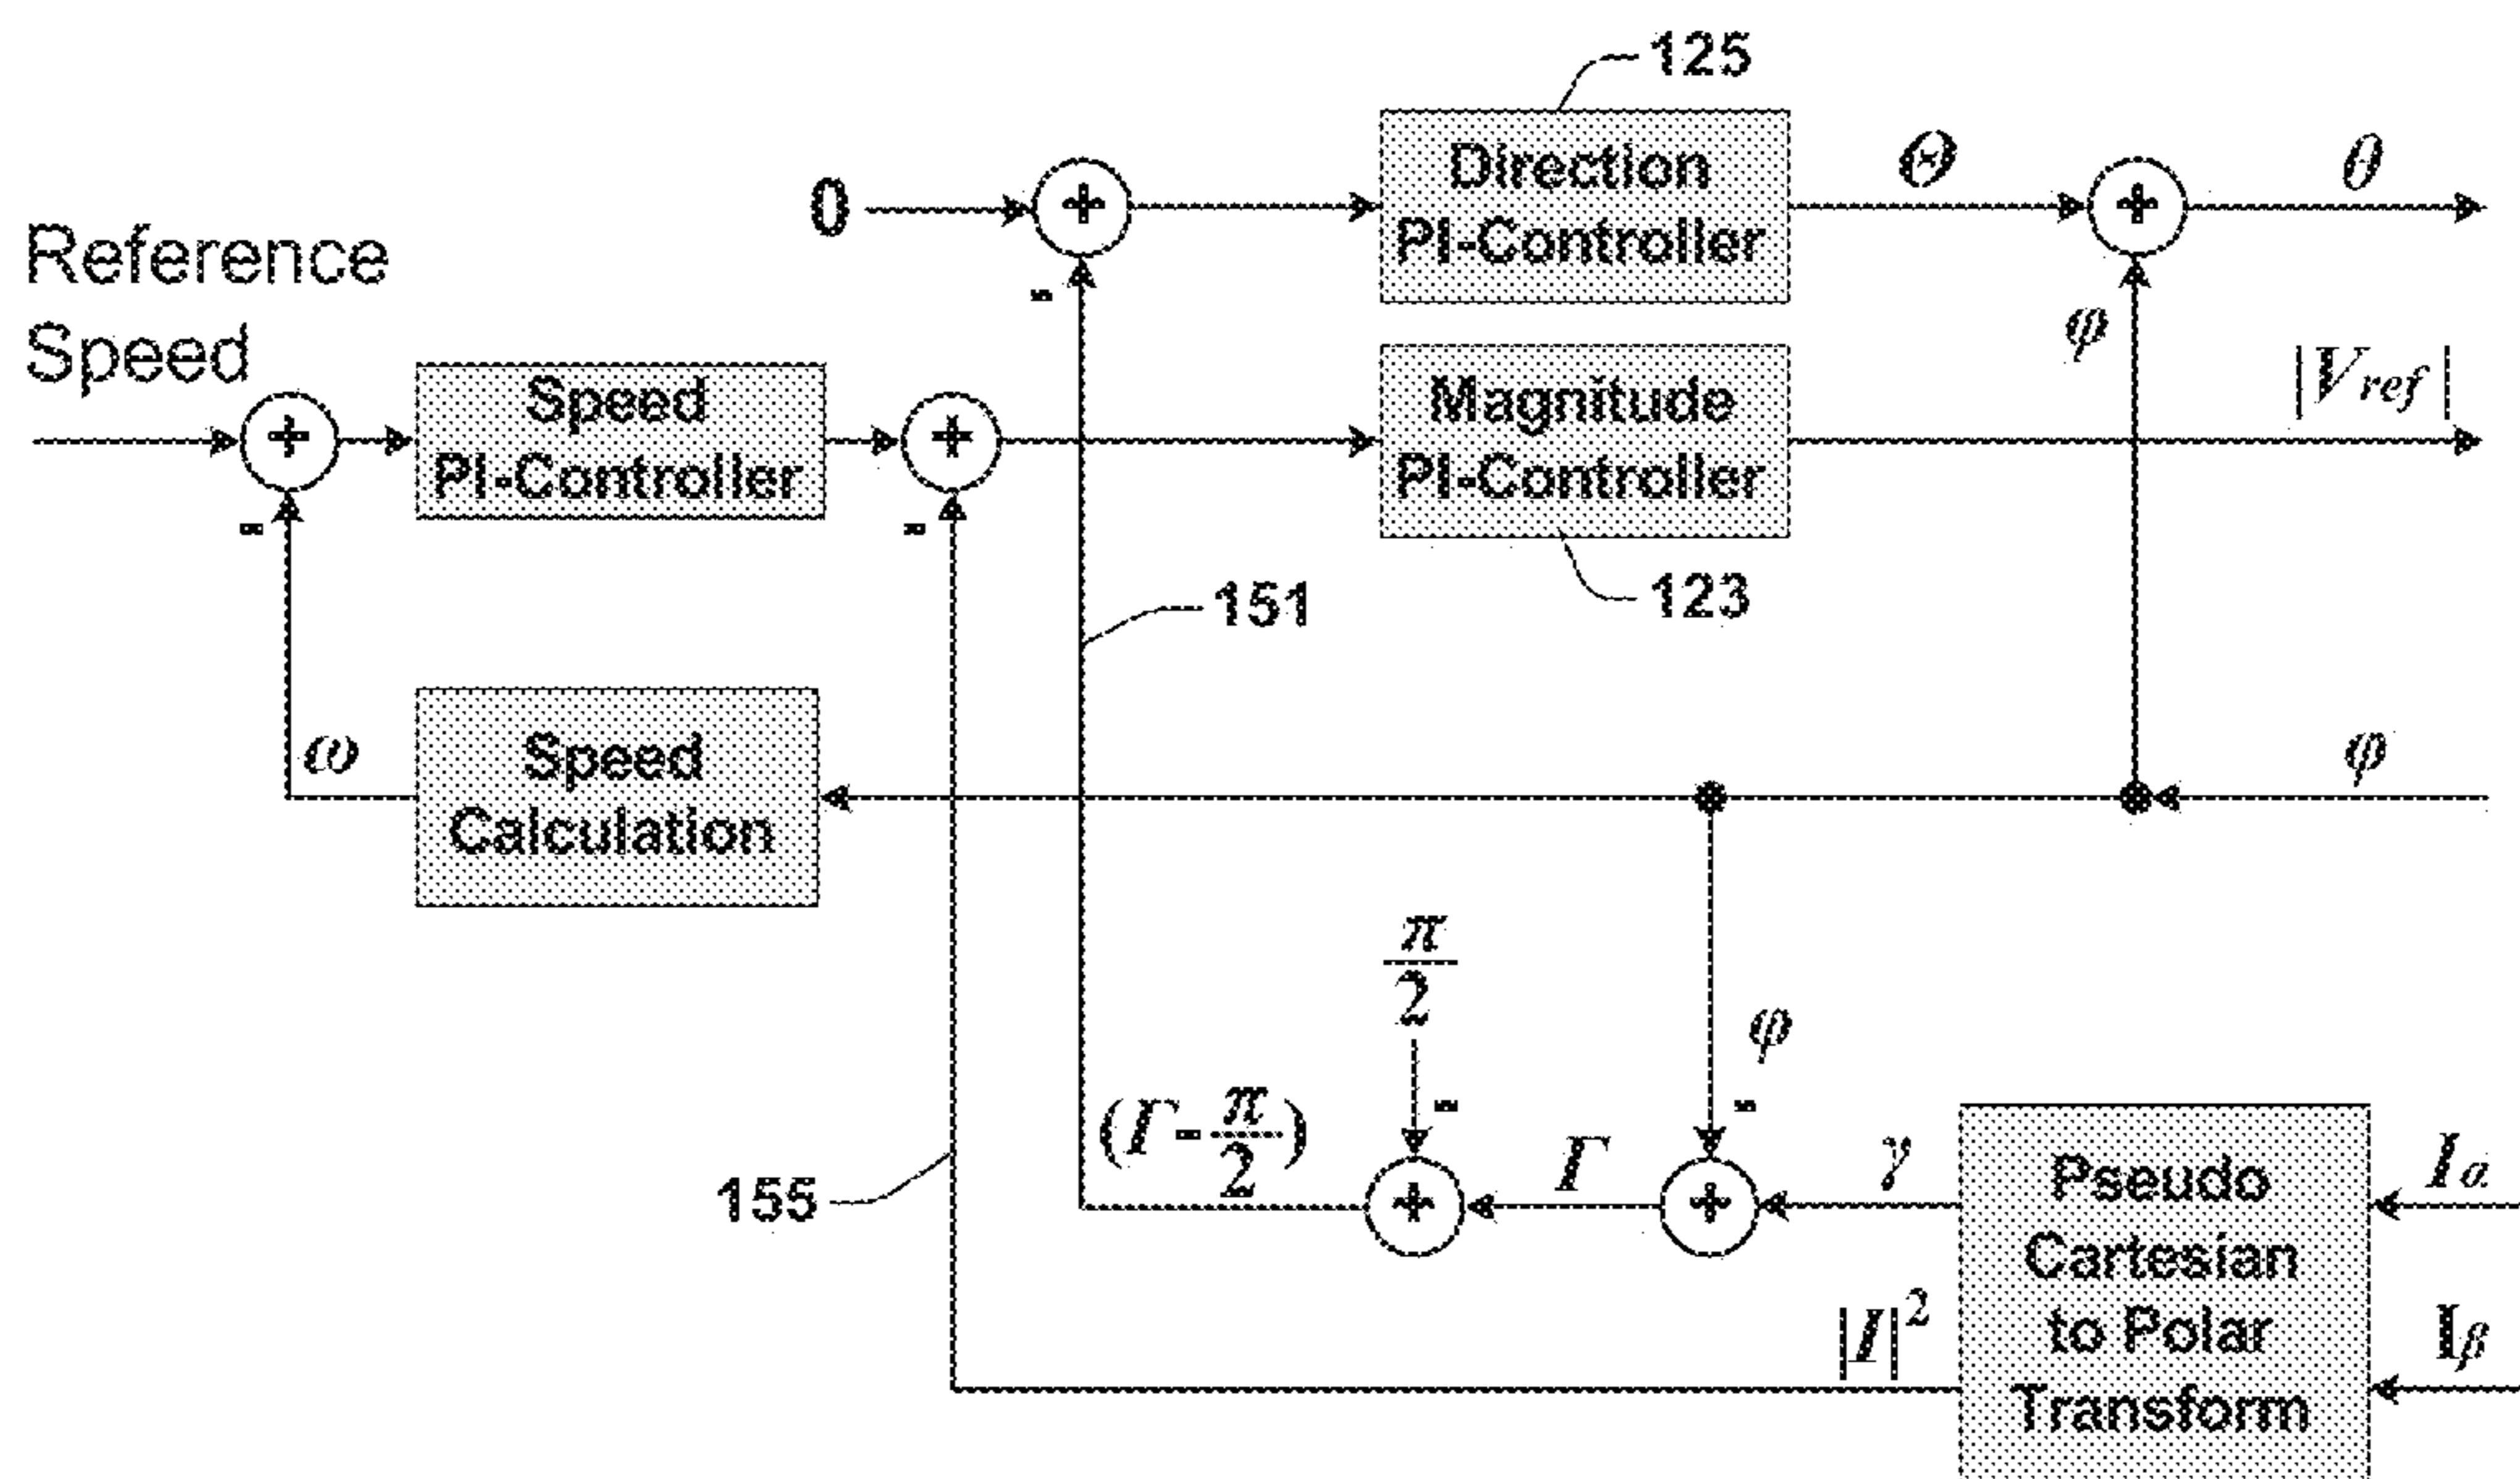 125
Direction
PI-Controller
Θ
θ
0
+
+
-
φ
Reference
Speed
+
-
Speed
PI-Controller
+
-
Magnitude
PI-Controller
|Vref|
123
151
ω
Speed
Calculation
φ
π/2
-
φ
-
(Γ-π/2)
+
Γ
+
γ
155
|I|²
Pseudo
Cartesian
to Polar
Transform
Iα
Iβ